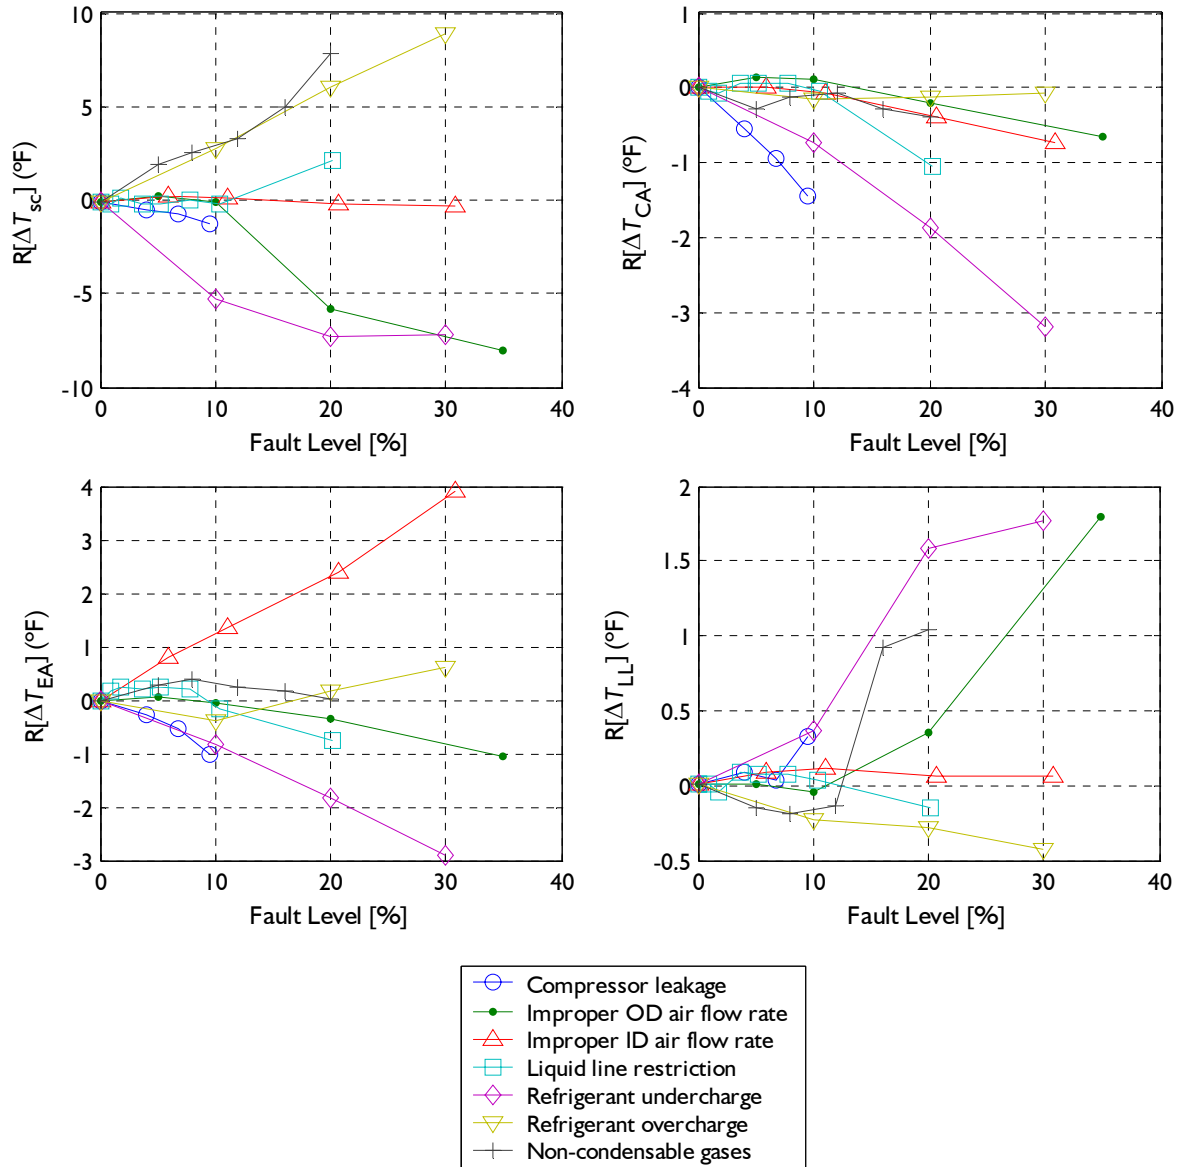 10
5
0
-5
-10
R[ΔT_sc] (°F)
0 10 20 30 40
Fault Level [%]
1
0
-1
-2
-3
-4
R[ΔT_CA] (°F)
0 10 20 30 40
Fault Level [%]
4
3
2
1
0
-1
-2
-3
R[ΔT_EA] (°F)
0 10 20 30 40
Fault Level [%]
2
1.5
1
0.5
0
-0.5
R[ΔT_LL] (°F)
0 10 20 30 40
Fault Level [%]
Compressor leakage
Improper OD air flow rate
Improper ID air flow rate
Liquid line restriction
Refrigerant undercharge
Refrigerant overcharge
Non-condensable gases